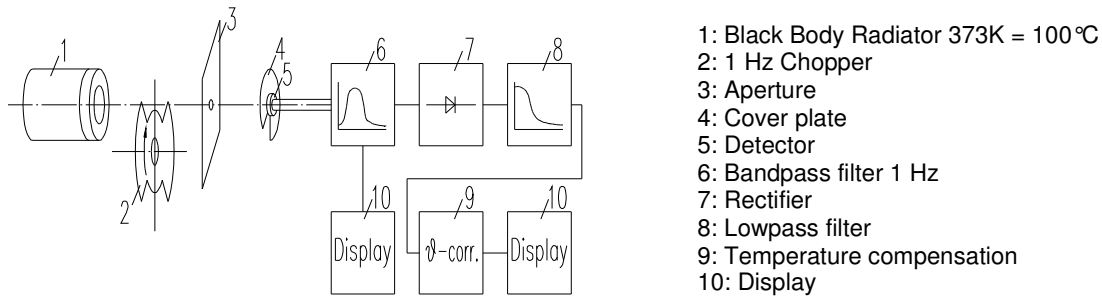 1
2
3
4
5
6
7
8
10
Display
9
ϑ-corr.
10
Display
1: Black Body Radiator 373K = 100°C
2: 1 Hz Chopper
3: Aperture
4: Cover plate
5: Detector
6: Bandpass filter 1 Hz
7: Rectifier
8: Lowpass filter
9: Temperature compensation
10: Display